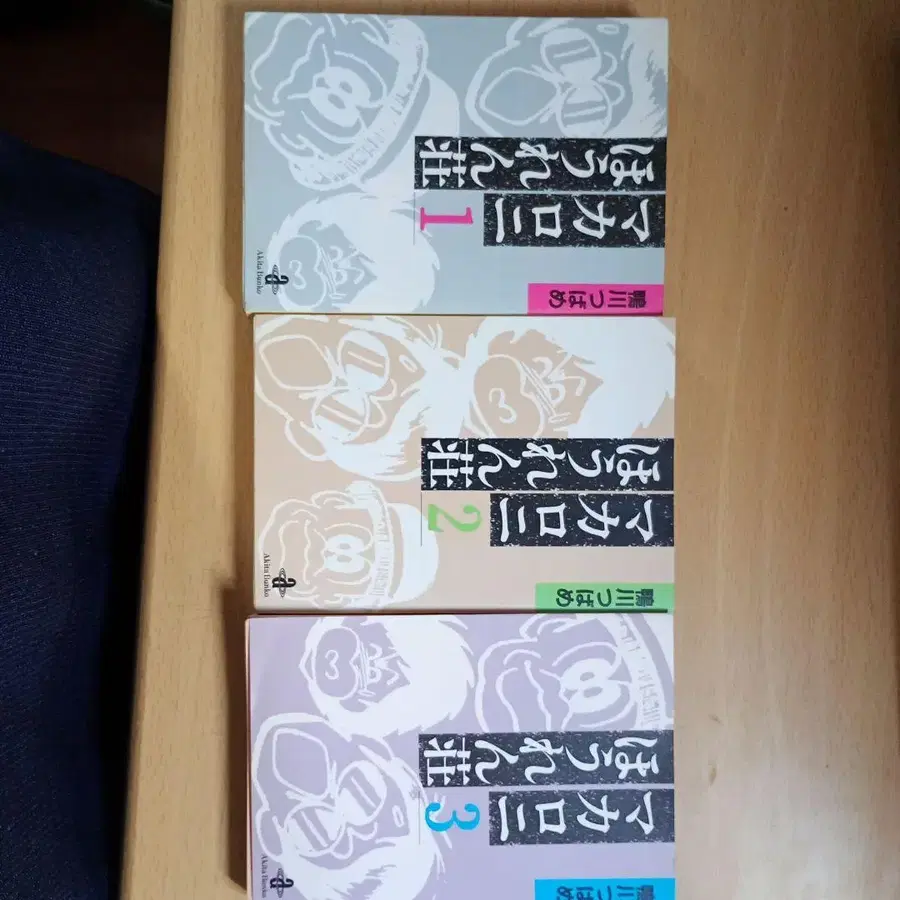 マカロニ
ほうれん荘
1
鴨川つばめ
Akita Bunko
マカロニ
ほうれん荘
2
鴨川つばめ
Akita Bunko
マカロニ
ほうれん荘
3
鴨川つばめ
Akita Bunko